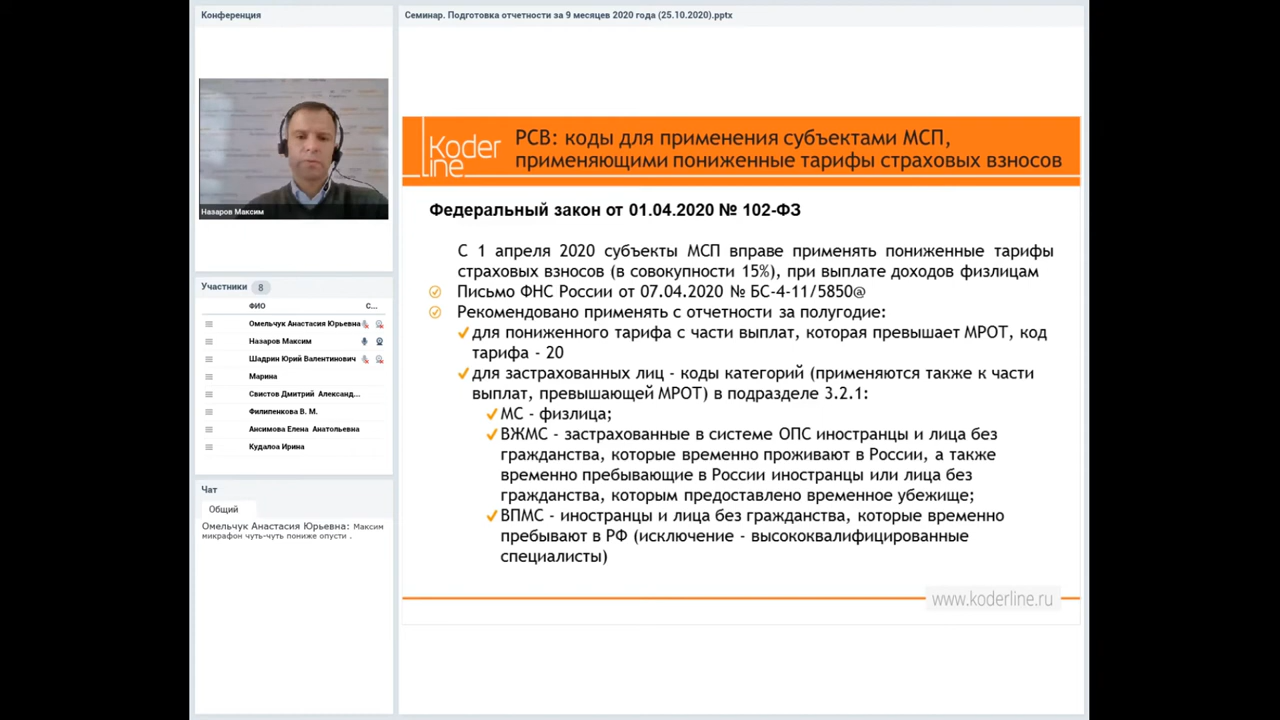 Конференция
Семинар. Подготовка отчетности за 9 месяцев 2020 года (25.10.2020).pptx
Назаров Максим
Участники 8
ФИО С...
Омельчук Анастасия Юрьевна
Назаров Максим
Шадрин Юрий Валентинович
Марина
Свистов Дмитрий Александ...
Филипенкова В. М.
Ансимова Елена Анатольевна
Кудалоа Ирина
Чат
Общий
Омельчук Анастасия Юрьевна: Максим
микрафон чуть-чуть пониже опусти .
Koder
line
РСВ: коды для применения субъектами МСП,
применяющими пониженные тарифы страховых взносов
Федеральный закон от 01.04.2020 № 102-ФЗ
С 1 апреля 2020 субъекты МСП вправе применять пониженные тарифы
страховых взносов (в совокупности 15%), при выплате доходов физлицам
Письмо ФНС России от 07.04.2020 № БС-4-11/5850@
Рекомендовано применять с отчетности за полугодие:
для пониженного тарифа с части выплат, которая превышает МРОТ, код
тарифа - 20
для застрахованных лиц - коды категорий (применяются также к части
выплат, превышающей МРОТ) в подразделе 3.2.1:
МС - физлица;
ВЖМС - застрахованные в системе ОПС иностранцы и лица без
гражданства, которые временно проживают в России, а также
временно пребывающие в России иностранцы или лица без
гражданства, которым предоставлено временное убежище;
ВПМС - иностранцы и лица без гражданства, которые временно
пребывают в РФ (исключение - высококвалифицированные
специалисты)
www.koderline.ru